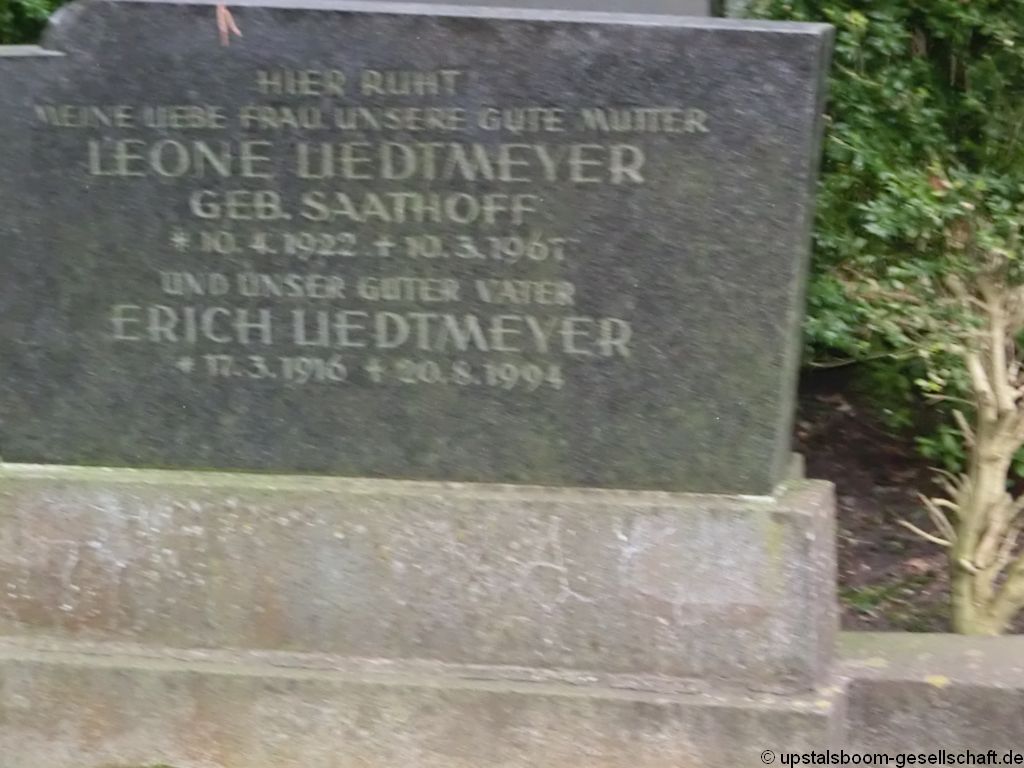 HIER RUHT
MEINE LIEBE FRAU UNSERE GUTE MUTTER
LEONE LIEDTMEYER
GEB. SAATHOFF
* 10.4.1922 + 10.3.1967
UND UNSER GUTER VATER
ERICH LIEDTMEYER
* 17.3.1916 + 20.8.1994
© upstalsboom-gesellschaft.de